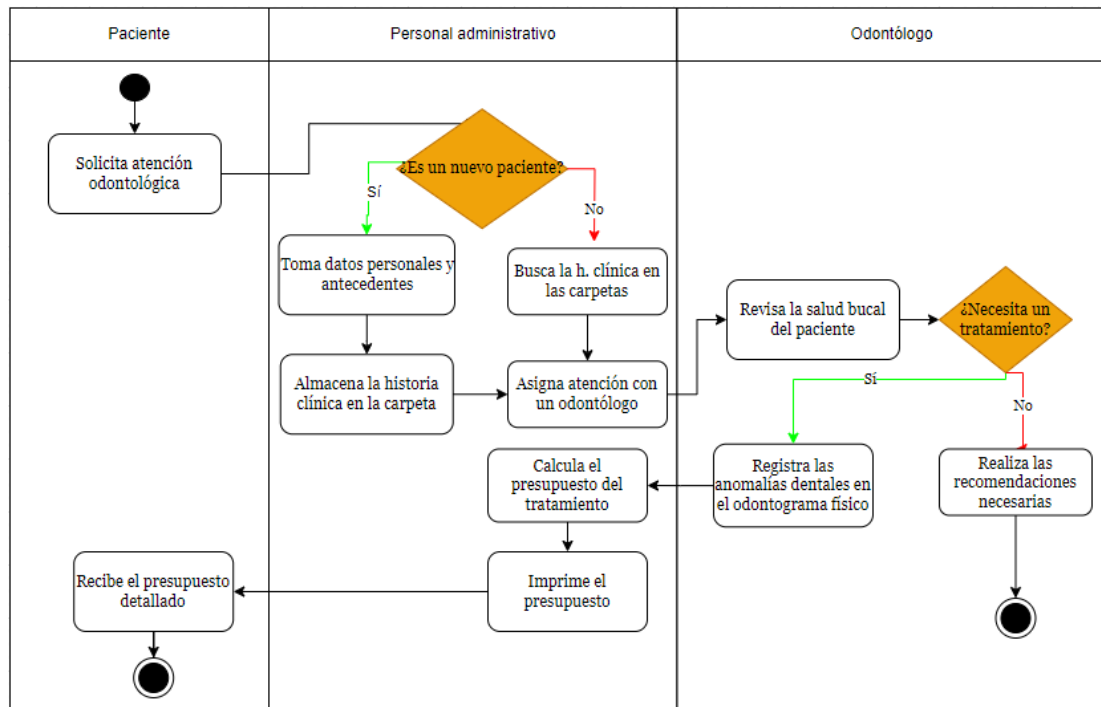 Paciente
Personal administrativo
Odontólogo
Solicita atención
odontológica
¿Es un nuevo paciente?
Sí
No
Toma datos personales y
antecedentes
Busca la h. clínica en
las carpetas
Revisa la salud bucal
del paciente
¿Necesita un
tratamiento?
Almacena la historia
clínica en la carpeta
Asigna atención con
un odontólogo
Sí
No
Calcula el
presupuesto del
tratamiento
Registra las
anomalías dentales en
el odontograma físico
Realiza las
recomendaciones
necesarias
Recibe el presupuesto
detallado
Imprime el
presupuesto